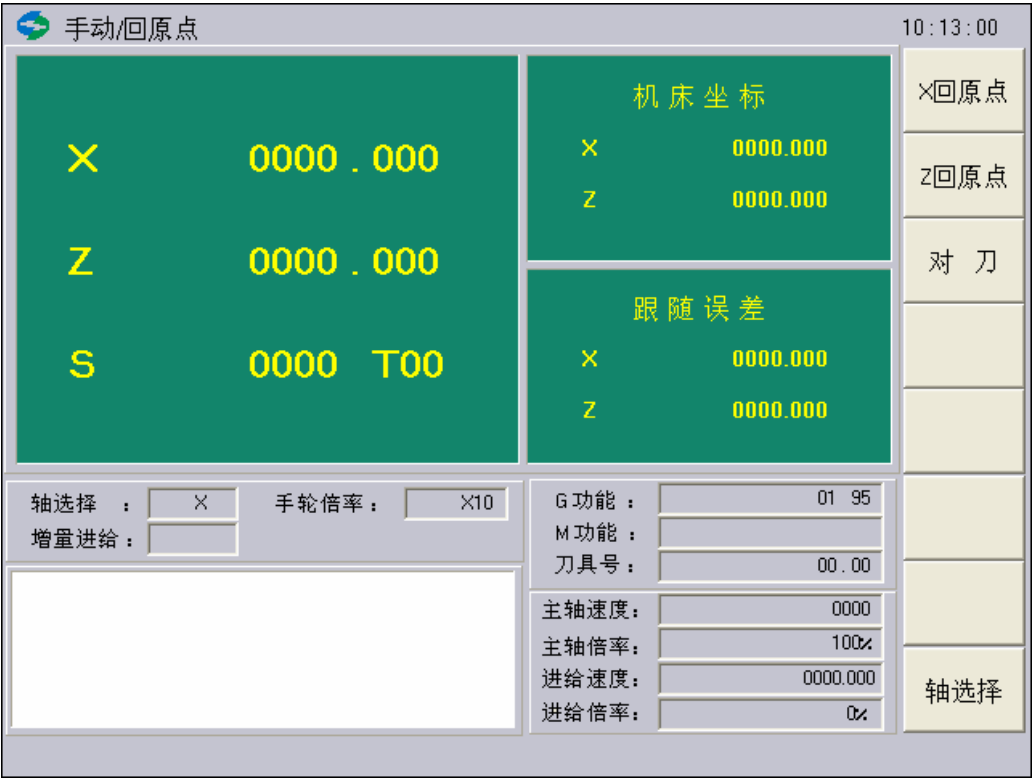 手动/回原点
10:13:00
X 0000.000
Z 0000.000
S 0000 T00
机床坐标
X 0000.000
Z 0000.000
跟随误差
X 0000.000
Z 0000.000
X回原点
Z回原点
对 刀
轴选择
轴选择 : X 手轮倍率: X10
增量进给:
G功能: 01 95
M功能:
刀具号: 00.00
主轴速度: 0000
主轴倍率: 100%
进给速度: 0000.000
进给倍率: 0%